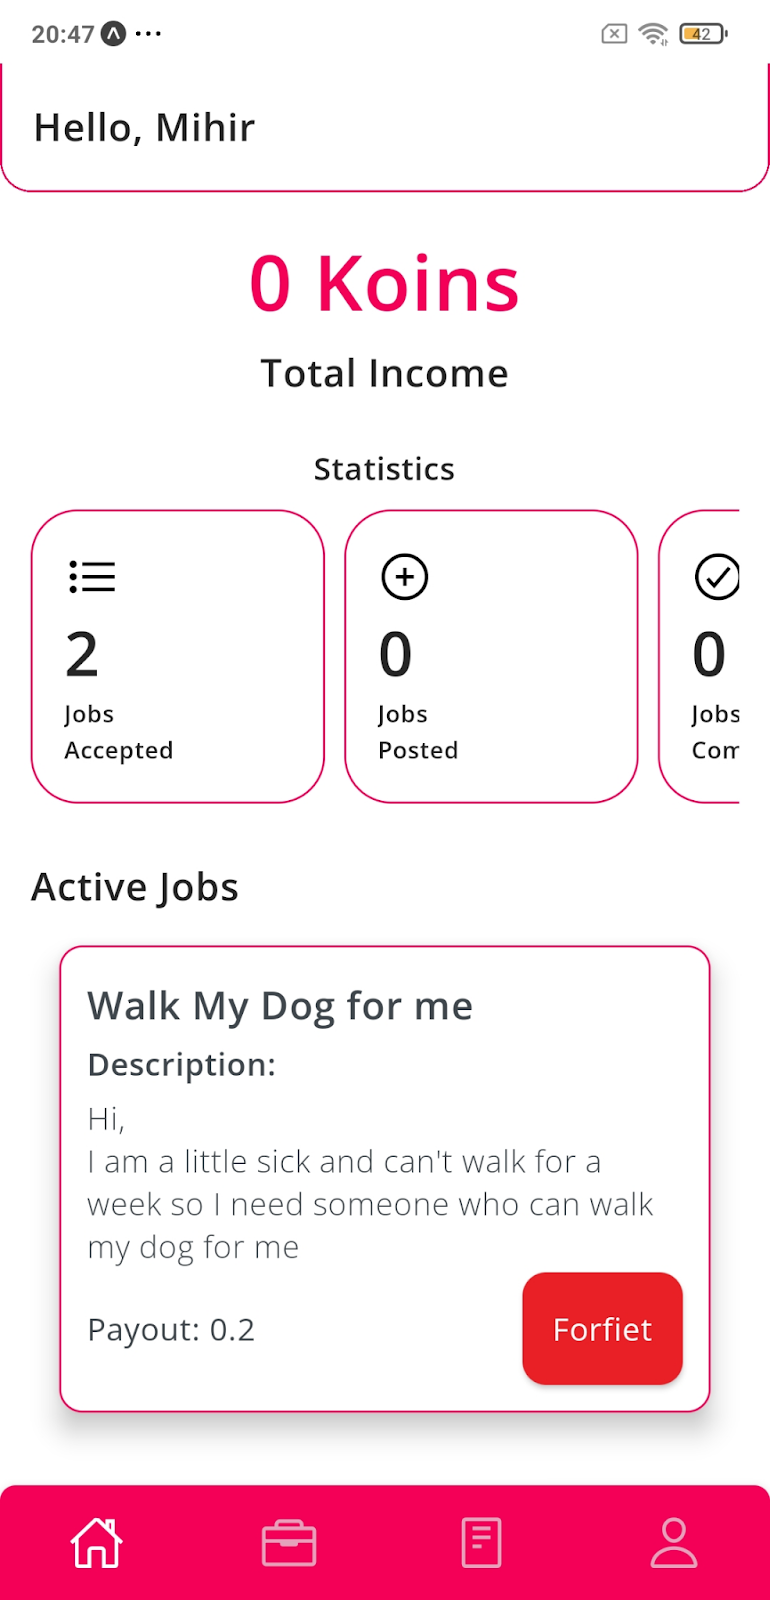 20:47
42
Hello, Mihir
0 Koins
Total Income
Statistics
2
Jobs
Accepted
0
Jobs
Posted
0
Jobs
Com
Active Jobs
Walk My Dog for me
Description:
Hi,
I am a little sick and can't walk for a
week so I need someone who can walk
my dog for me
Payout: 0.2
Forfiet